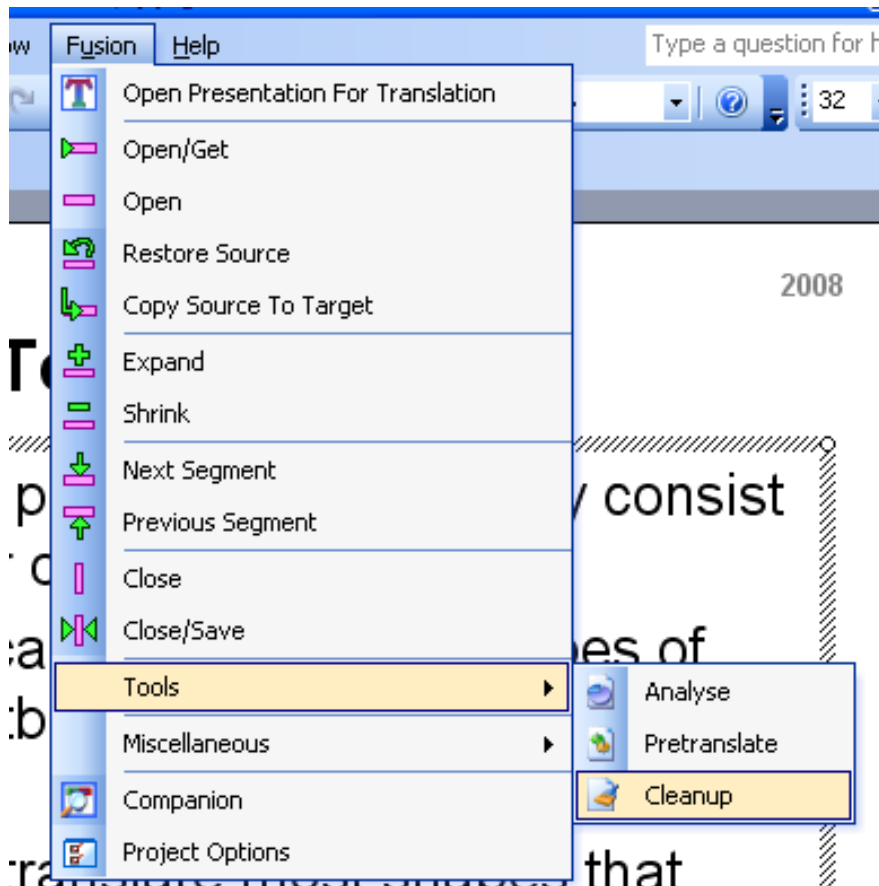 Fusion Help Type a question for
Open Presentation For Translation
32
Open/Get
Open
Restore Source
2008
Copy Source To Target
Expand
Shrink
Next Segment
consist
Previous Segment
Close
Close/Save
of
Tools
Analyse
Miscellaneous
Pretranslate
Companion
Cleanup
Project Options
that